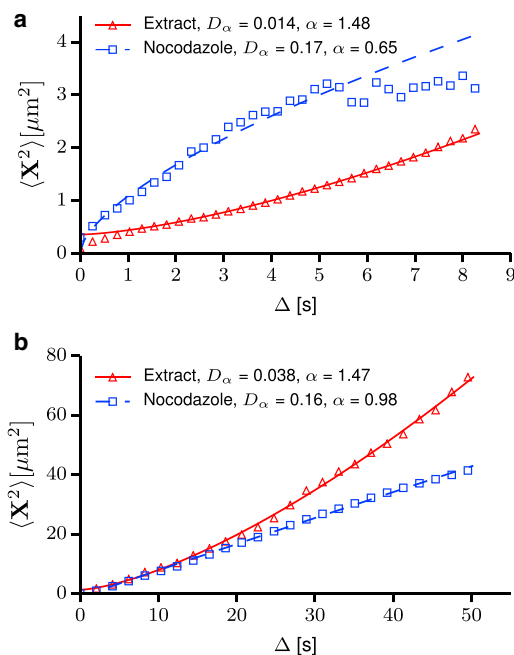 a
Extract, Dα = 0.014, α = 1.48
Nocodazole, Dα = 0.17, α = 0.65
⟨X²⟩[μm²]
4
3
2
1
0
0 1 2 3 4 5 6 7 8 9
Δ [s]
b
80
Extract, Dα = 0.038, α = 1.47
Nocodazole, Dα = 0.16, α = 0.98
⟨X²⟩[μm²]
60
40
20
0
0 10 20 30 40 50
Δ [s]